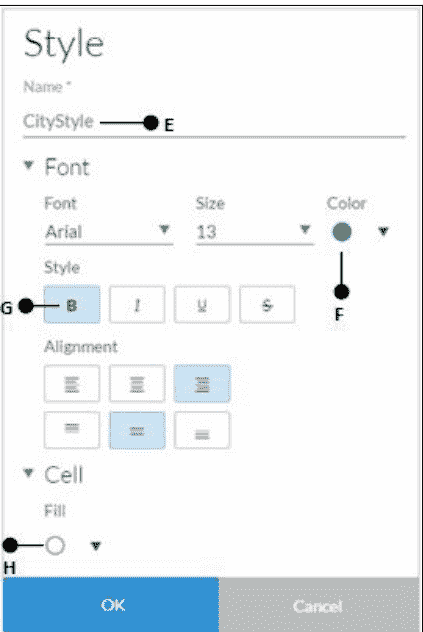 Style
Name *
CityStyle E
Font
Font Size Color
Arial 13
Style
G B I U S F
Alignment
Cell
Fill
H
OK Cancel